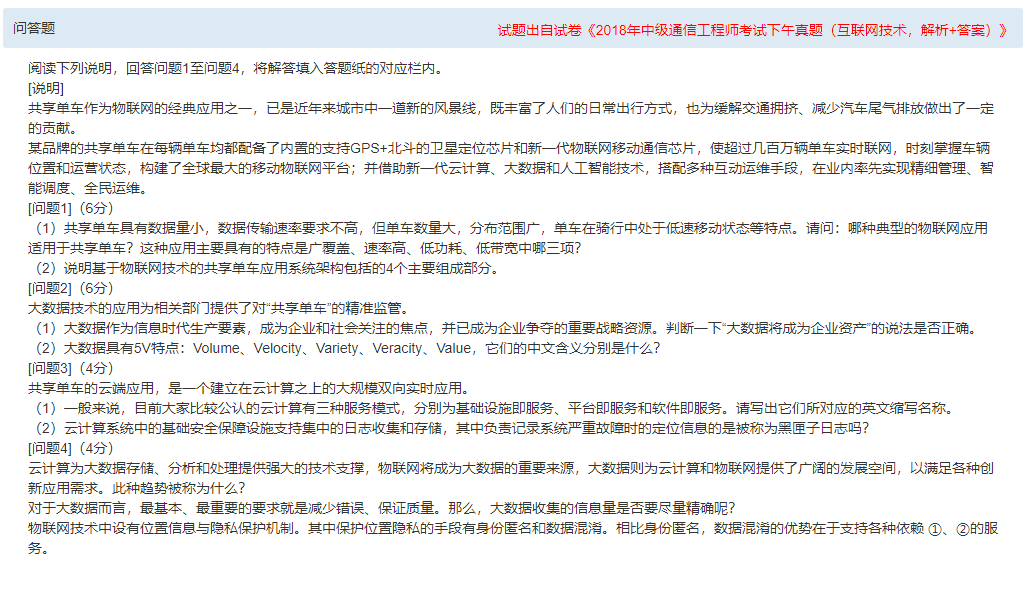 问答题
试题出自试卷《2018年中级通信工程师考试下午真题（互联网技术，解析+答案）》
阅读下列说明，回答问题1至问题4，将解答填入答题纸的对应栏内。
[说明]
共享单车作为物联网的经典应用之一，已是近年来城市中一道新的风景线，既丰富了人们的日常出行方式，也为缓解交通拥挤、减少汽车尾气排放做出了一定
的贡献。
某品牌的共享单车在每辆单车均都配备了内置的支持GPS+北斗的卫星定位芯片和新一代物联网移动通信芯片，使超过几百万辆单车实时联网，时刻掌握车辆
位置和运营状态，构建了全球最大的移动物联网平台；并借助新一代云计算、大数据和人工智能技术，搭配多种互动运维手段，在业内率先实现精细管理、智
能调度、全民运维。
[问题1]（6分）
（1）共享单车具有数据量小，数据传输速率要求不高，但单车数量大，分布范围广，单车在骑行中处于低速移动状态等特点。请问：哪种典型的物联网应用
适用于共享单车？这种应用主要具有的特点是广覆盖、速率高、低功耗、低带宽中哪三项？
（2）说明基于物联网技术的共享单车应用系统架构包括的4个主要组成部分。
[问题2]（6分）
大数据技术的应用为相关部门提供了对“共享单车”的精准监管。
（1）大数据作为信息时代生产要素，成为企业和社会关注的焦点，并已成为企业争夺的重要战略资源。判断一下“大数据将成为企业资产”的说法是否正确。
（2）大数据具有5V特点：Volume、Velocity、Variety、Veracity、Value，它们的中文含义分别是什么？
[问题3]（4分）
共享单车的云端应用，是一个建立在云计算之上的大规模双向实时应用。
（1）一般来说，目前大家比较公认的云计算有三种服务模式，分别为基础设施即服务、平台即服务和软件即服务。请写出它们所对应的英文缩写名称。
（2）云计算系统中的基础安全保障设施支持集中的日志收集和存储，其中负责记录系统严重故障时的定位信息的是被称为黑匣子日志吗？
[问题4]（4分）
云计算为大数据存储、分析和处理提供强大的技术支撑，物联网将成为大数据的重要来源，大数据则为云计算和物联网提供了广阔的发展空间，以满足各种创
新应用需求。此种趋势被称为什么？
对于大数据而言，最基本、最重要的要求就是减少错误、保证质量。那么，大数据收集的信息量是否要尽量精确呢？
物联网技术中设有位置信息与隐私保护机制。其中保护位置隐私的手段有身份匿名和数据混淆。相比身份匿名，数据混淆的优势在于支持各种依赖 ①、②的服
务。